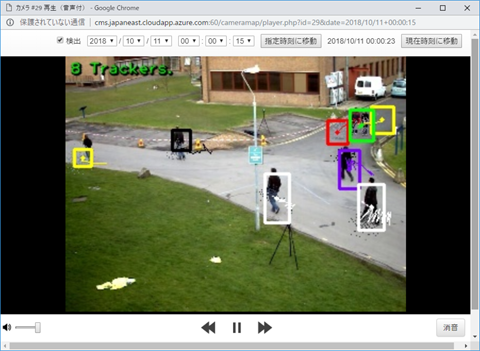 カメラ #29 再生（音声付） - Google Chrome
保護されていない通信 | cms.japaneast.cloudapp.azure.com:60/cameramap/player.php?id=29&date=2018/10/11+00:00:15
検出 2018 / 10 / 11 00 : 00 : 15 指定時刻に移動 2018/10/11 00:00:23 現在時刻に移動
8 Trackers.
消音